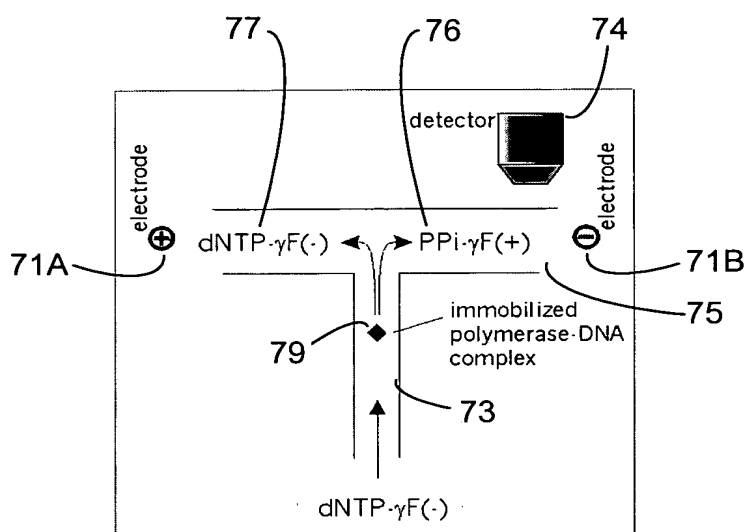 77
76
74
detector
electrode
electrode
+
−
dNTP-γF(-)
PPi-γF(+)
71A
71B
75
immobilized
polymerase-DNA
complex
79
73
dNTP-γF(-)